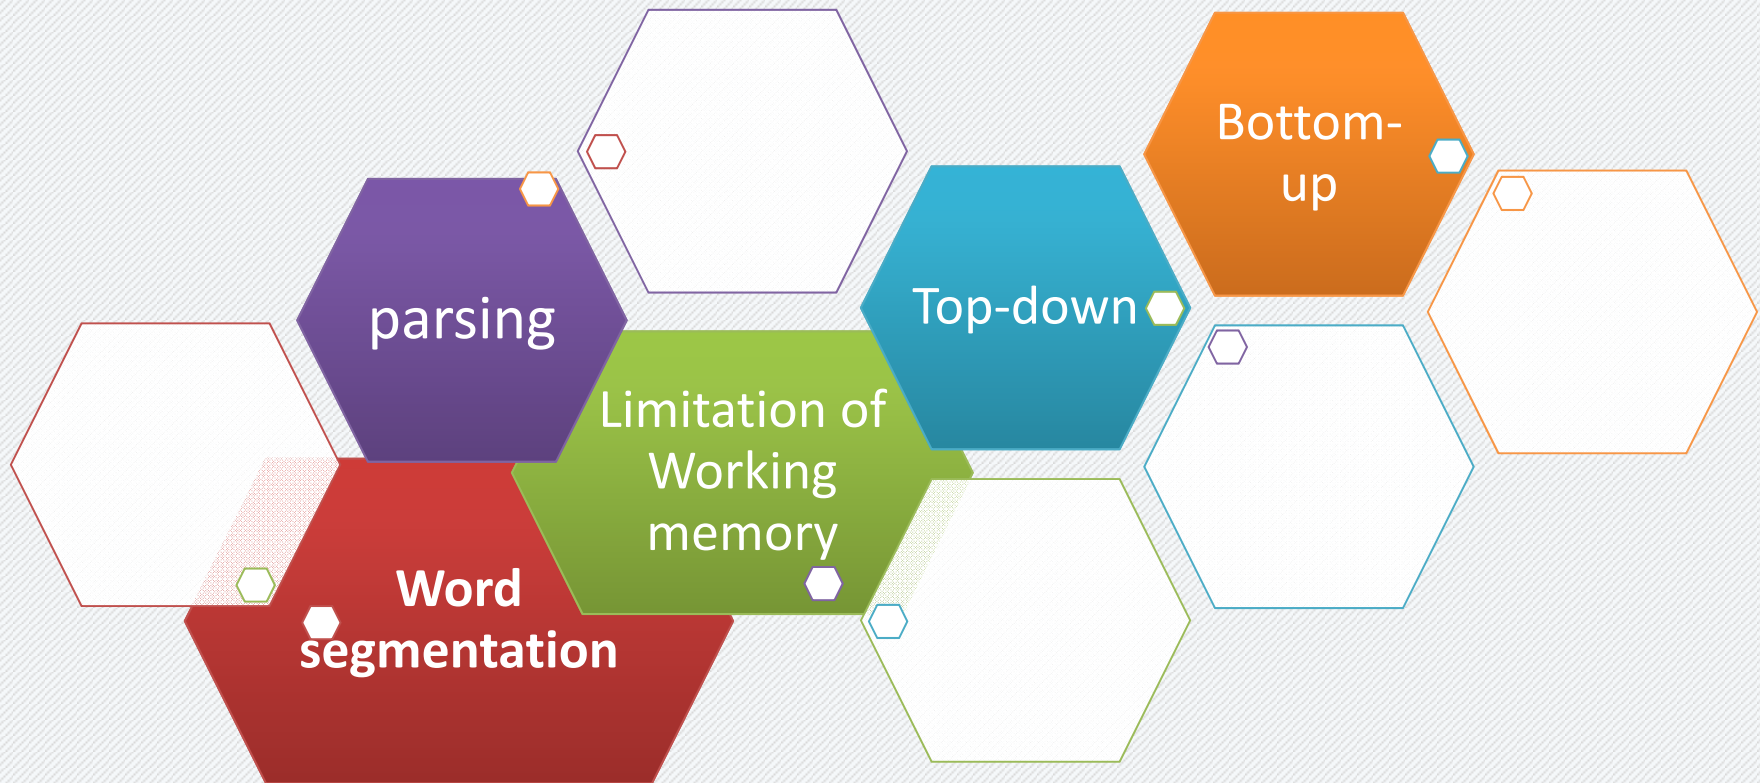 Bottom-
up
Top-down
parsing
Limitation of
Working
memory
Word
segmentation